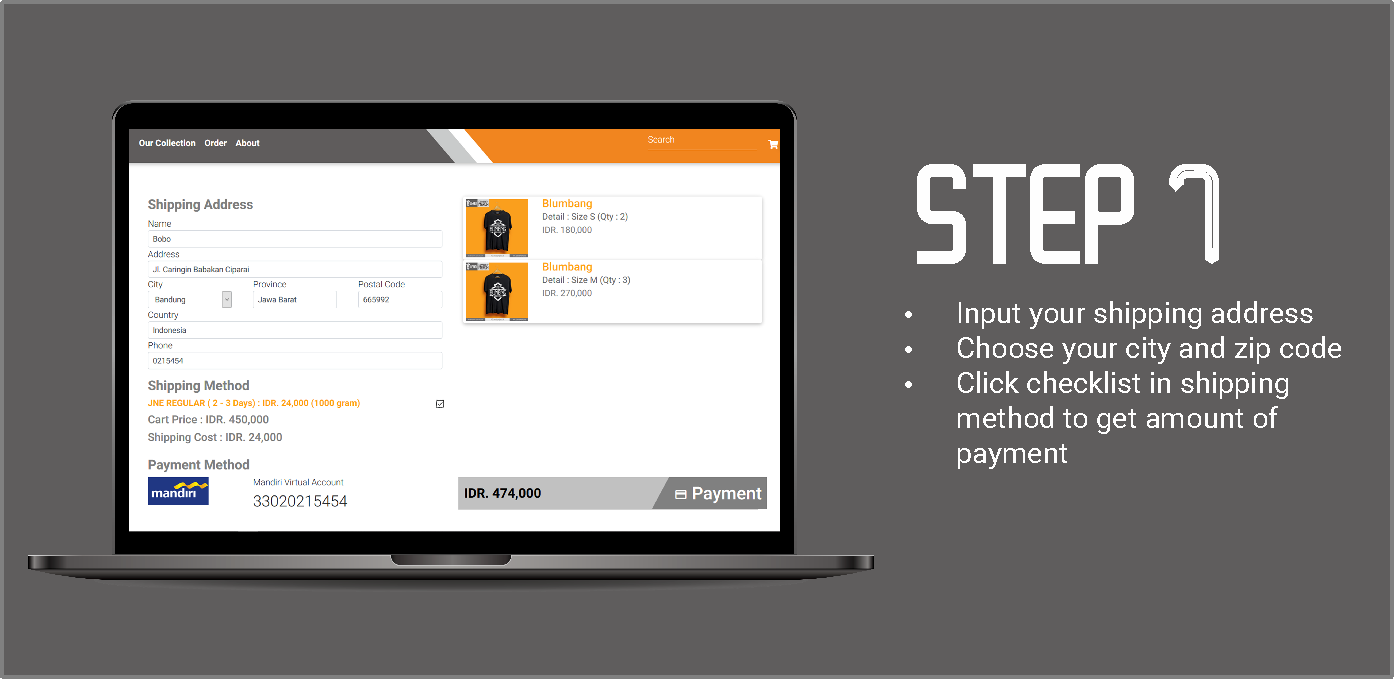 Our Collection Order About
Search
Shipping Address
Name
Bobo
Address
Jl. Caringin Babakan Ciparai
City Province Postal Code
Bandung Jawa Barat 665992
Country
Indonesia
Phone
0215454
Shipping Method
JNE REGULAR ( 2 - 3 Days) : IDR. 24,000 (1000 gram)
Cart Price : IDR. 450,000
Shipping Cost : IDR. 24,000
Payment Method
mandiri
Mandiri Virtual Account
33020215454
Blumbang
Detail : Size S (Qty : 2)
IDR. 180,000
Blumbang
Detail : Size M (Qty : 3)
IDR. 270,000
IDR. 474,000
Payment
STEP 7
• Input your shipping address
• Choose your city and zip code
• Click checklist in shipping
method to get amount of
payment